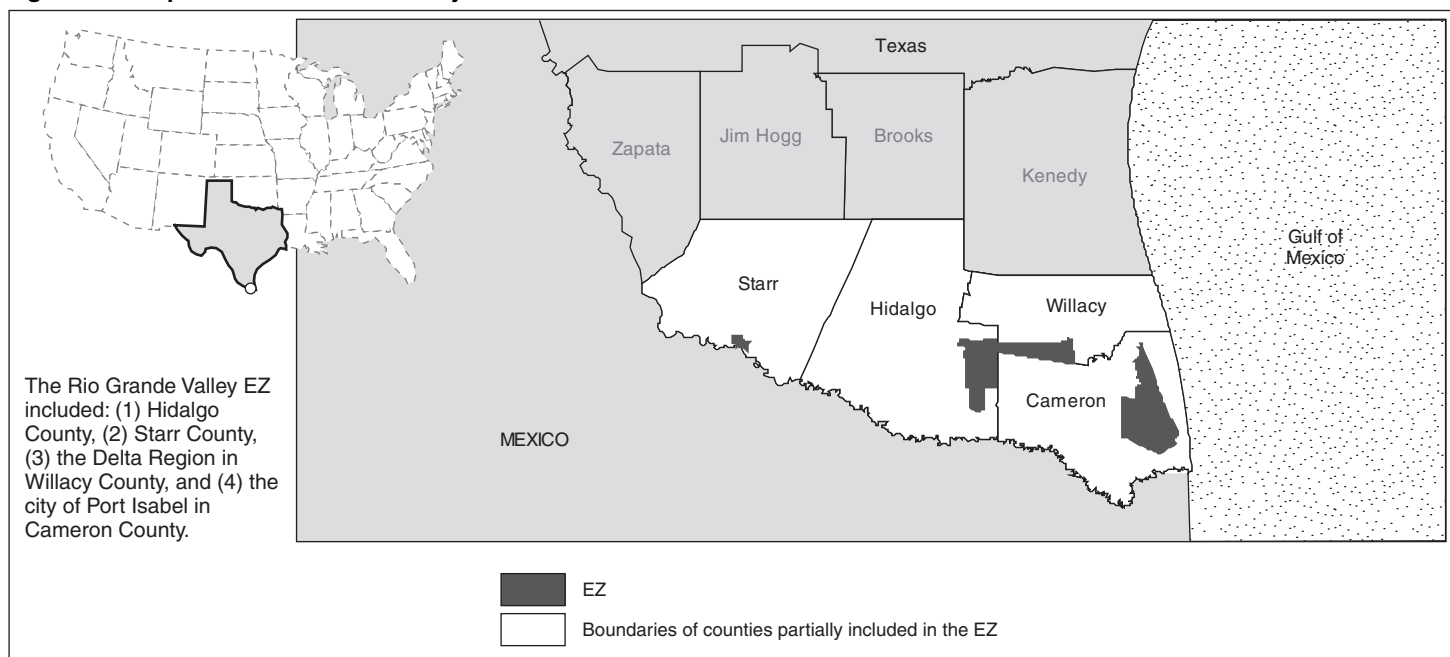 Texas
Zapata
Jim Hogg
Brooks
Kenedy
Gulf of
Mexico
Starr
Hidalgo
Willacy
Cameron
MEXICO
The Rio Grande Valley EZ
included: (1) Hidalgo
County, (2) Starr County,
(3) the Delta Region in
Willacy County, and (4) the
city of Port Isabel in
Cameron County.
EZ
Boundaries of counties partially included in the EZ